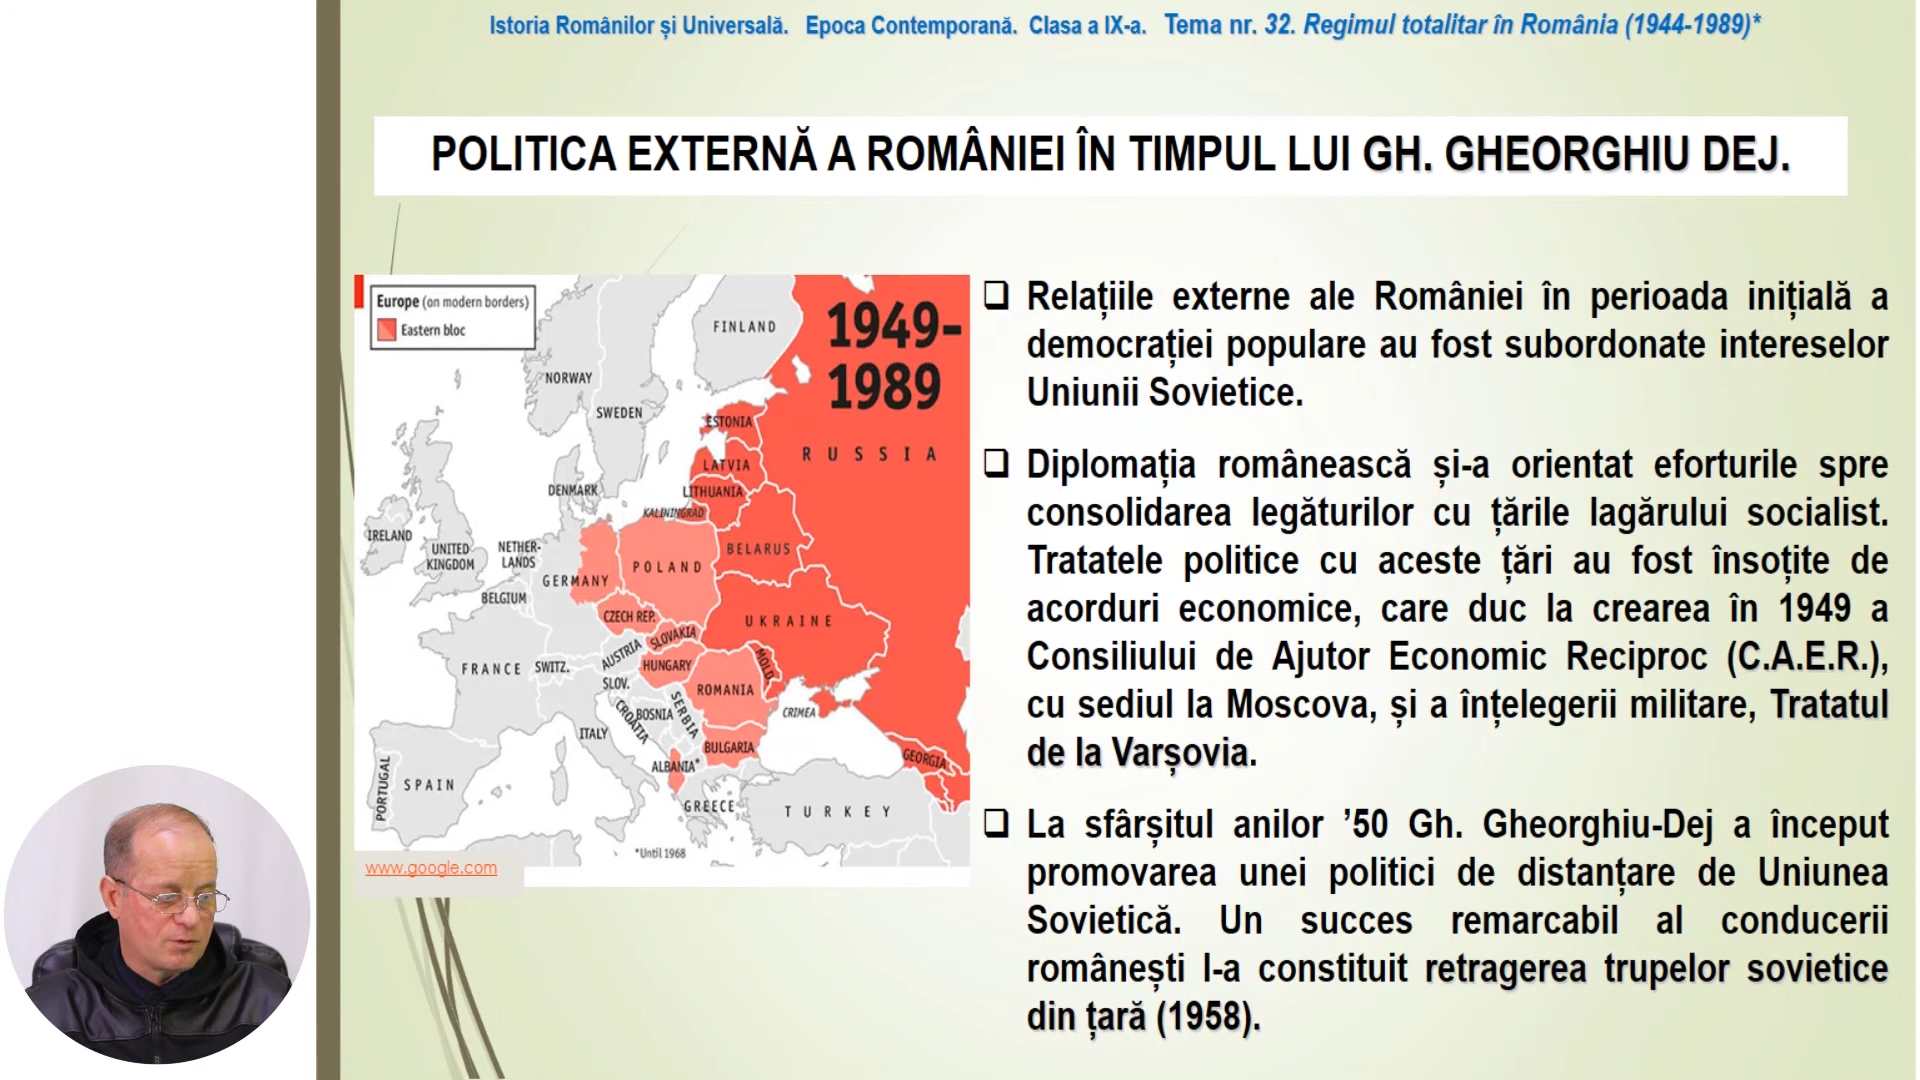 Istoria Românilor și Universală. Epoca Contemporană. Clasa a IX-a. Tema nr. 32. Regimul totalitar în România (1944-1989)*
POLITICA EXTERNĂ A ROMÂNIEI ÎN TIMPUL LUI GH. GHEORGHIU DEJ.
Europe (on modern borders)
Eastern bloc
1949-
1989
FINLAND
NORWAY
SWEDEN
ESTONIA
RUSSIA
LATVIA
DENMARK
LITHUANIA
KALININGRAD
IRELAND
UNITED
KINGDOM
NETHER-
LANDS
BELARUS
POLAND
GERMANY
BELGIUM
CZECH REP.
UKRAINE
SLOVAKIA
AUSTRIA
FRANCE
SWITZ.
HUNGARY
MOLD.
SLOV.
ROMANIA
CROATIA
BOSNIA
SERBIA
CRIMEA
ITALY
BULGARIA
GEORGIA
ALBANIA*
PORTUGAL
SPAIN
GREECE
TURKEY
*Until 1968
www.google.com
❑ Relațiile externe ale României în perioada inițială a
democrației populare au fost subordonate intereselor
Uniunii Sovietice.
❑ Diplomația românească și-a orientat eforturile spre
consolidarea legăturilor cu țările lagărului socialist.
Tratatele politice cu aceste țări au fost însoțite de
acorduri economice, care duc la crearea în 1949 a
Consiliului de Ajutor Economic Reciproc (C.A.E.R.),
cu sediul la Moscova, și a înțelegerii militare, Tratatul
de la Varșovia.
❑ La sfârșitul anilor ’50 Gh. Gheorghiu-Dej a început
promovarea unei politici de distanțare de Uniunea
Sovietică. Un succes remarcabil al conducerii
românești l-a constituit retragerea trupelor sovietice
din țară (1958).